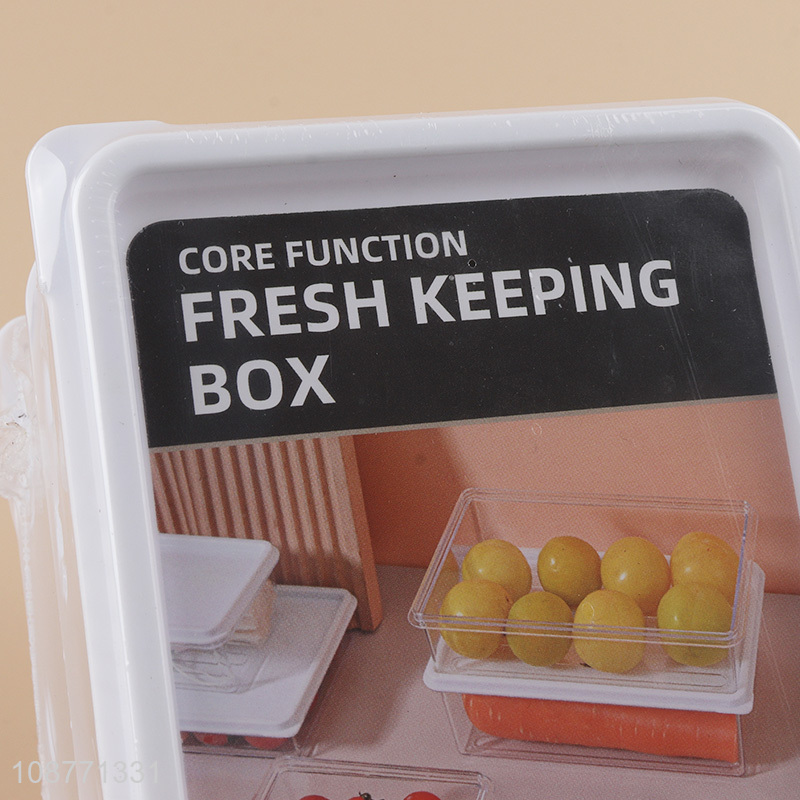 CORE FUNCTION
FRESH KEEPING
BOX
108771331